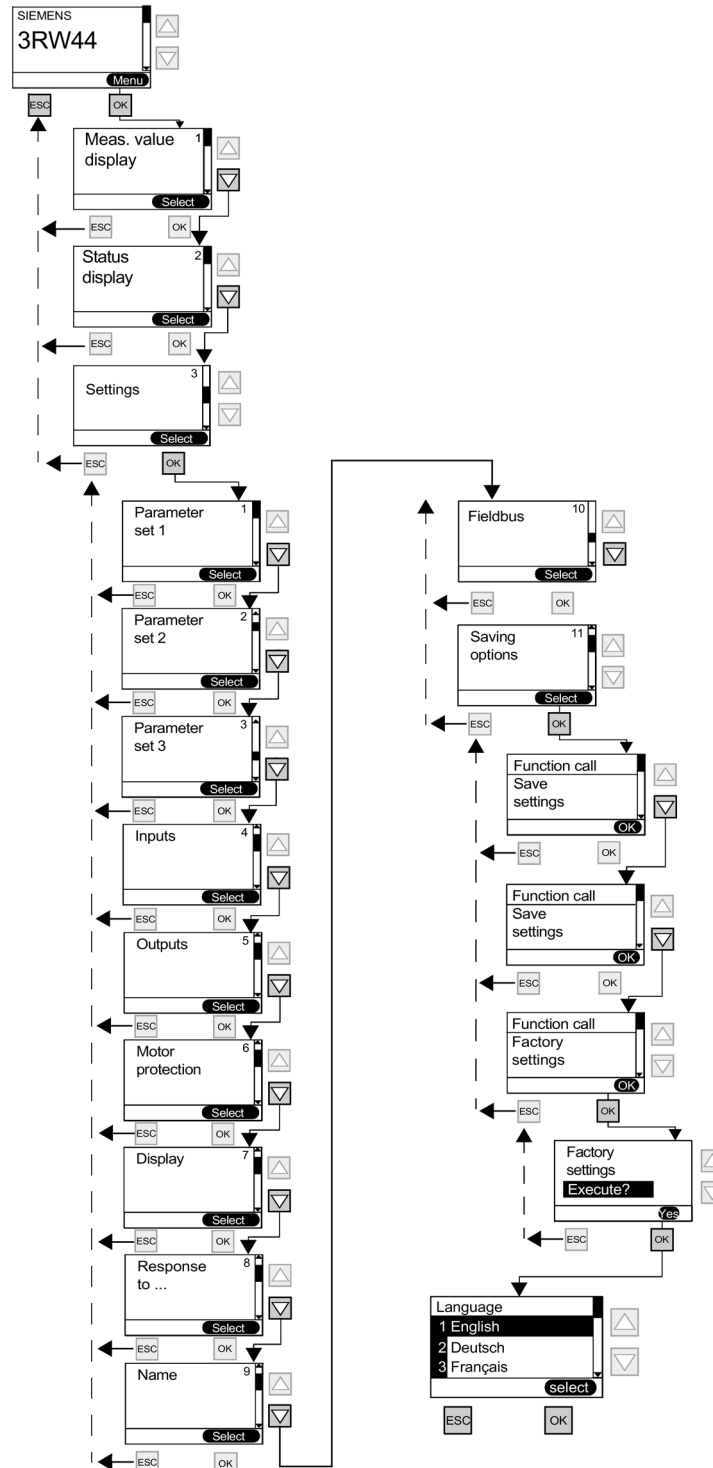 SIEMENS
3RW44
Menu
ESC
OK
Meas. value
display
1
Select
ESC
OK
Status
display
2
Select
ESC
OK
Settings
3
Select
ESC
OK
Parameter
set 1
1
Select
ESC
OK
Parameter
set 2
2
Select
ESC
OK
Parameter
set 3
3
Select
ESC
OK
Inputs
4
Select
ESC
OK
Outputs
5
Select
ESC
OK
Motor
protection
6
Select
ESC
OK
Display
7
Select
ESC
OK
Response
to ...
8
Select
ESC
OK
Name
9
Select
ESC
OK
Fieldbus
10
Select
ESC
OK
Saving
options
11
Select
ESC
OK
Function call
Save
settings
OK
ESC
OK
Function call
Save
settings
OK
ESC
OK
Function call
Factory
settings
OK
ESC
OK
Factory
settings
Execute?
Yes
ESC
OK
Language
1 English
2 Deutsch
3 Français
select
ESC
OK